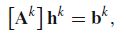 [A^k] h^k = b^k,